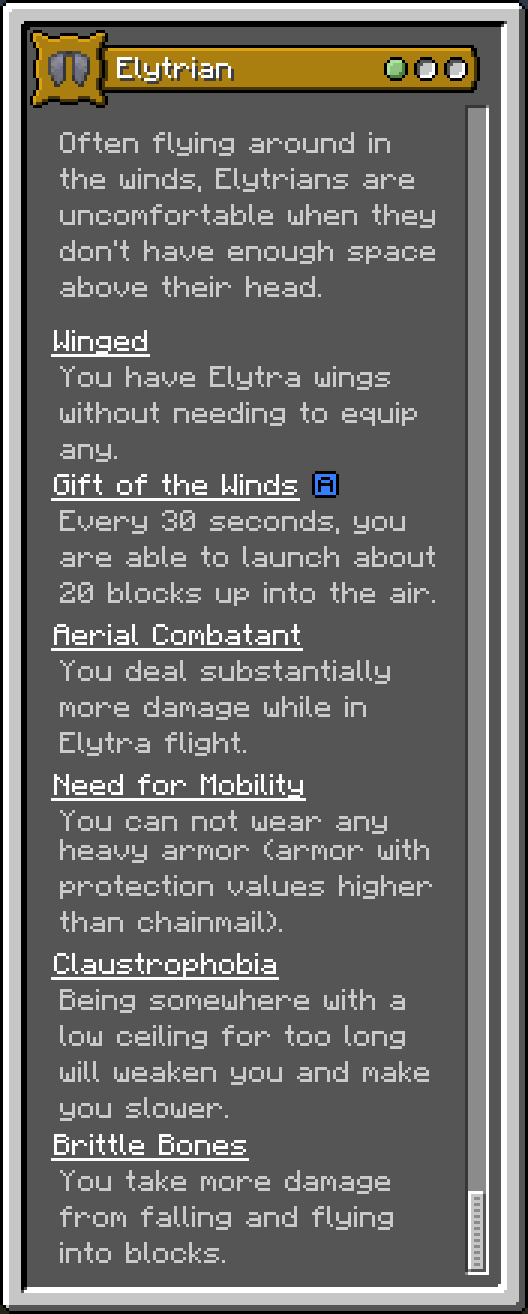 Elytrian
Often flying around in
the winds, Elytrians are
uncomfortable when they
don't have enough space
above their head.
Winged
You have Elytra wings
without needing to equip
any.
Gift of the Winds A
Every 30 seconds, you
are able to launch about
20 blocks up into the air.
Aerial Combatant
You deal substantially
more damage while in
Elytra flight.
Need for Mobility
You can not wear any
heavy armor (armor with
protection values higher
than chainmail).
Claustrophobia
Being somewhere with a
low ceiling for too long
will weaken you and make
you slower.
Brittle Bones
You take more damage
from falling and flying
into blocks.